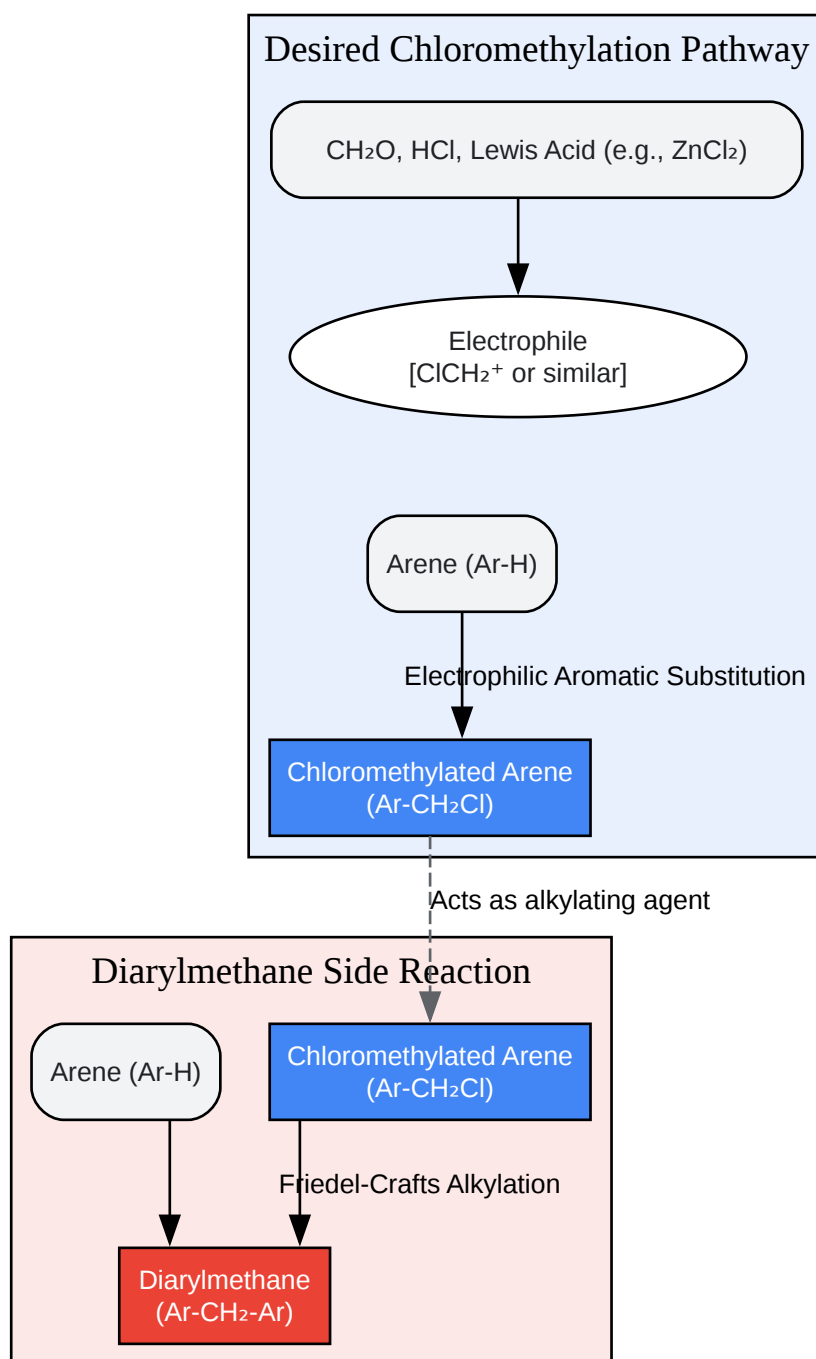 Desired Chloromethylation Pathway
CH₂O, HCl, Lewis Acid (e.g., ZnCl₂)
Electrophile
[ClCH₂⁺ or similar]
Arene (Ar-H)
Electrophilic Aromatic Substitution
Chloromethylated Arene
(Ar-CH₂Cl)
Acts as alkylating agent
Diarylmethane Side Reaction
Arene (Ar-H)
Chloromethylated Arene
(Ar-CH₂Cl)
Friedel-Crafts Alkylation
Diarylmethane
(Ar-CH₂-Ar)